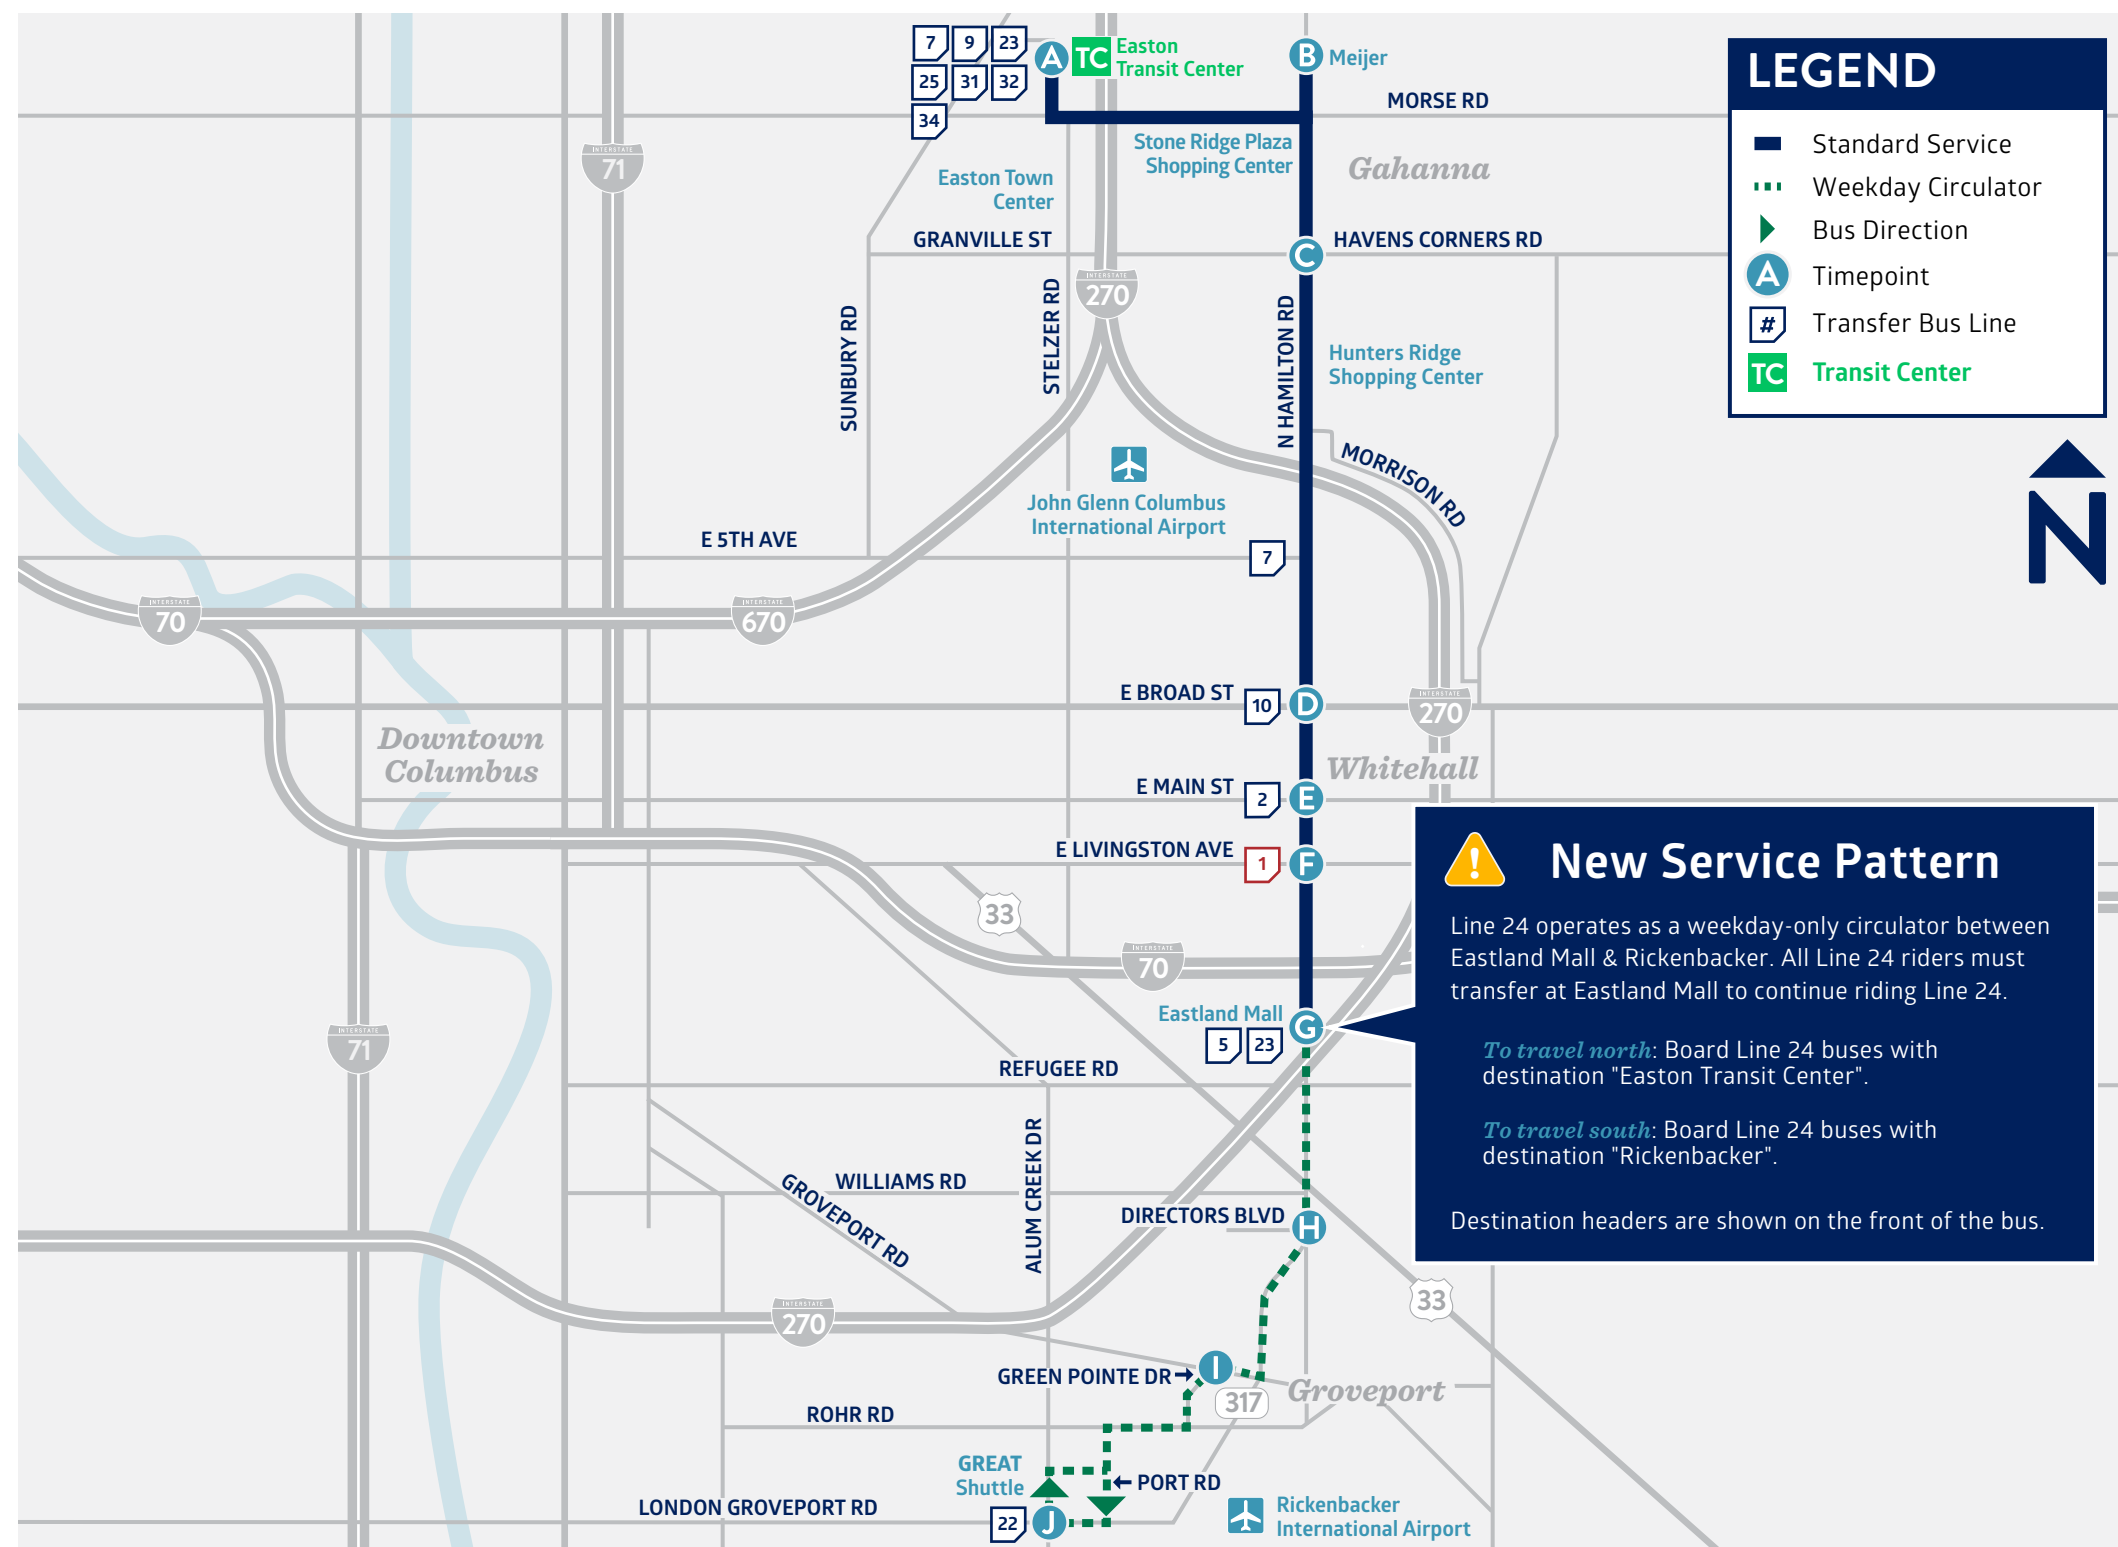 7
9
23
25
31
32
34
A
TC
Easton
Transit Center
B
Meijer
MORSE RD
Stone Ridge Plaza
Shopping Center
Gahanna
Easton Town
Center
INTERSTATE
71
GRANVILLE ST
C
HAVENS CORNERS RD
INTERSTATE
270
SUNBURY RD
STELZER RD
N HAMILTON RD
Hunters Ridge
Shopping Center
MORRISON RD
John Glenn Columbus
International Airport
E 5TH AVE
7
INTERSTATE
70
INTERSTATE
670
E BROAD ST
10
D
INTERSTATE
270
Downtown
Columbus
Whitehall
E MAIN ST
2
E
E LIVINGSTON AVE
1
F
33
INTERSTATE
70
Eastland Mall
G
5
23
INTERSTATE
71
REFUGEE RD
ALUM CREEK DR
WILLIAMS RD
GROVEPORT RD
DIRECTORS BLVD
H
INTERSTATE
270
33
GREEN POINTE DR
I
317
Groveport
ROHR RD
GREAT
Shuttle
PORT RD
LONDON GROVEPORT RD
22
J
Rickenbacker
International Airport
LEGEND
Standard Service
Weekday Circulator
Bus Direction
A
Timepoint
#
Transfer Bus Line
TC
Transit Center
N
!
New Service Pattern
Line 24 operates as a weekday-only circulator between
Eastland Mall & Rickenbacker. All Line 24 riders must
transfer at Eastland Mall to continue riding Line 24.
To travel north: Board Line 24 buses with
destination "Easton Transit Center".
To travel south: Board Line 24 buses with
destination "Rickenbacker".
Destination headers are shown on the front of the bus.